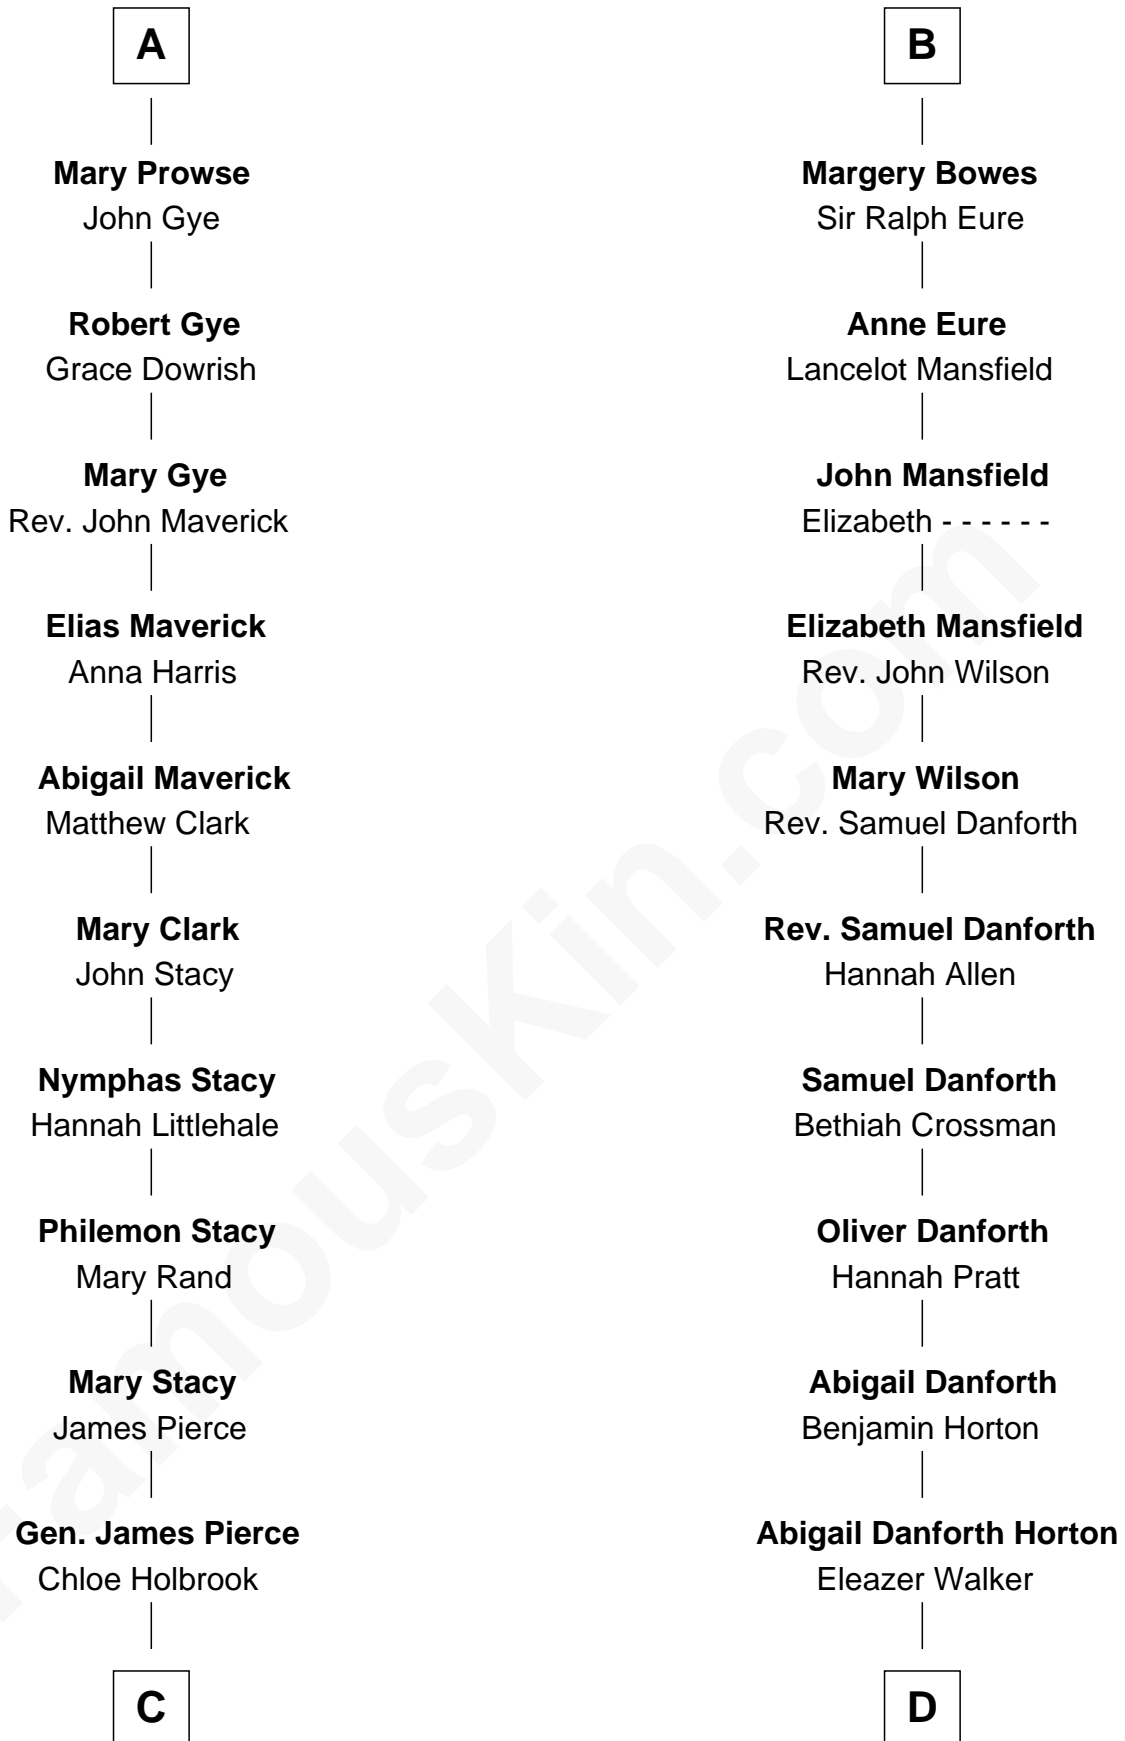 A
Mary Prowse
John Gye
Robert Gye
Grace Dowrish
Mary Gye
Rev. John Maverick
Elias Maverick
Anna Harris
Abigail Maverick
Matthew Clark
Mary Clark
John Stacy
Nymphas Stacy
Hannah Littlehale
Philemon Stacy
Mary Rand
Mary Stacy
James Pierce
Gen. James Pierce
Chloe Holbrook
C
B
Margery Bowes
Sir Ralph Eure
Anne Eure
Lancelot Mansfield
John Mansfield
Elizabeth - - - - - -
Elizabeth Mansfield
Rev. John Wilson
Mary Wilson
Rev. Samuel Danforth
Rev. Samuel Danforth
Hannah Allen
Samuel Danforth
Bethiah Crossman
Oliver Danforth
Hannah Pratt
Abigail Danforth
Benjamin Horton
Abigail Danforth Horton
Eleazer Walker
D
FamousKin.com